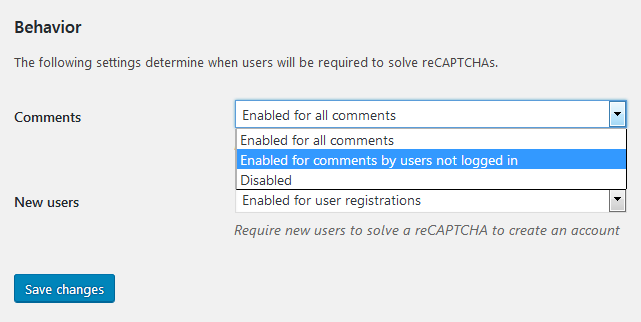 Behavior
The following settings determine when users will be required to solve reCAPTCHAs.
Comments
Enabled for all comments
Enabled for all comments
Enabled for comments by users not logged in
Disabled
New users
Enabled for user registrations
Require new users to solve a reCAPTCHA to create an account
Save changes